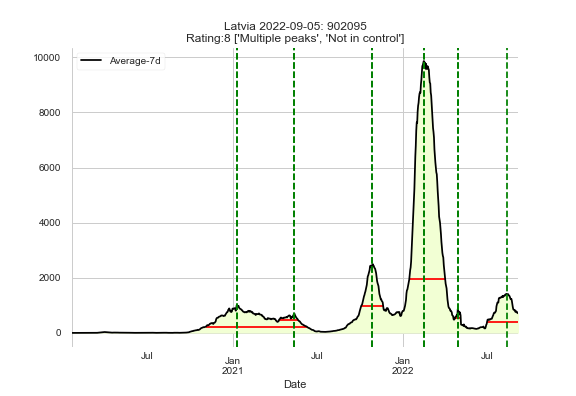 Latvia 2022-09-05: 902095
Rating:8 ['Multiple peaks', 'Not in control']
Average-7d
10000
8000
6000
4000
2000
0
Jul
Jan
2021
Jul
Jan
2022
Jul
Date